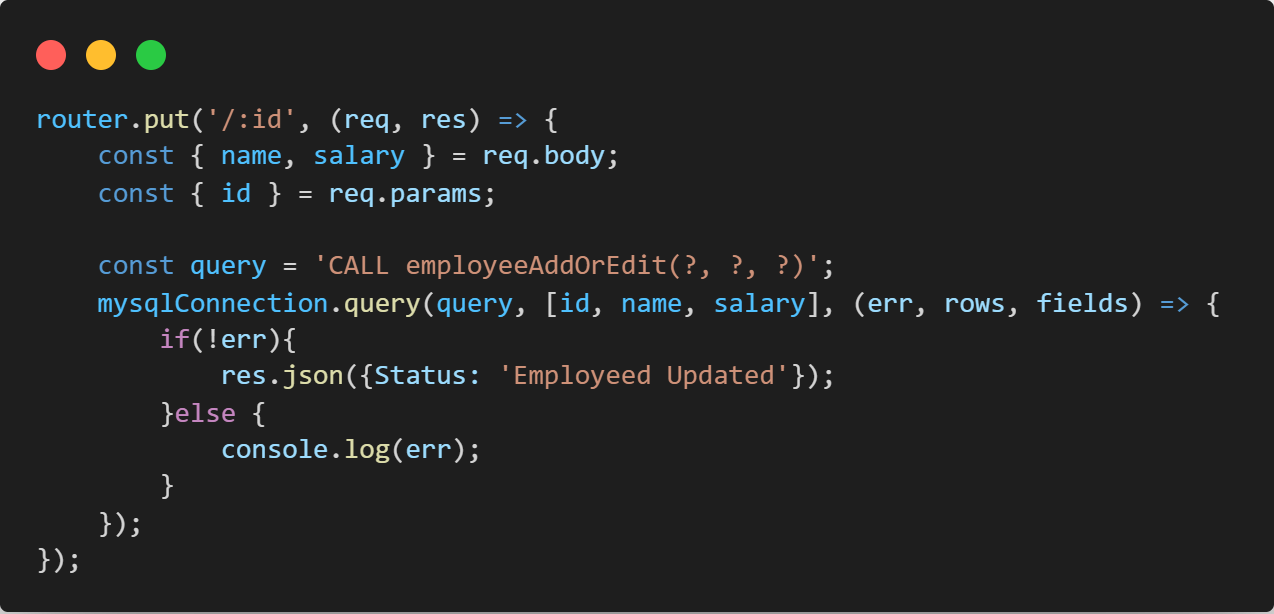 router.put('/:id', (req, res) => {
    const { name, salary } = req.body;
    const { id } = req.params;

    const query = 'CALL employeeAddOrEdit(?, ?, ?)';
    mysqlConnection.query(query, [id, name, salary], (err, rows, fields) => {
        if(!err){
            res.json({Status: 'Employeed Updated'});
        }else {
            console.log(err);
        }
    });
});